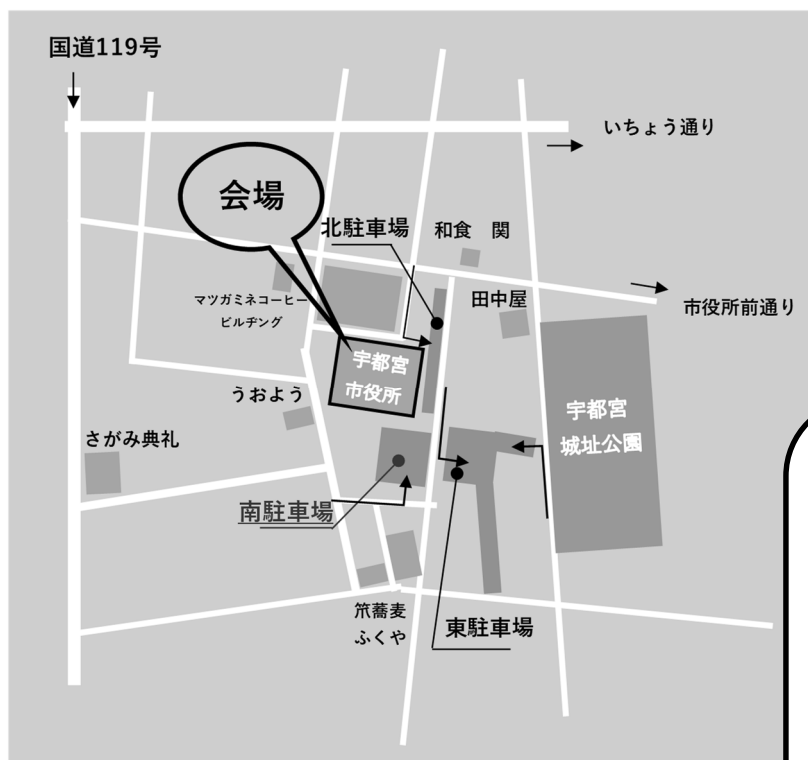 国道119号
いちょう通り
会場
北駐車場
和食 関
マツガミネコーヒー
ビルヂング
田中屋
市役所前通り
宇都宮
市役所
うおよう
宇都宮
城址公園
さがみ典礼
南駐車場
笊蕎麦
ふくや
東駐車場